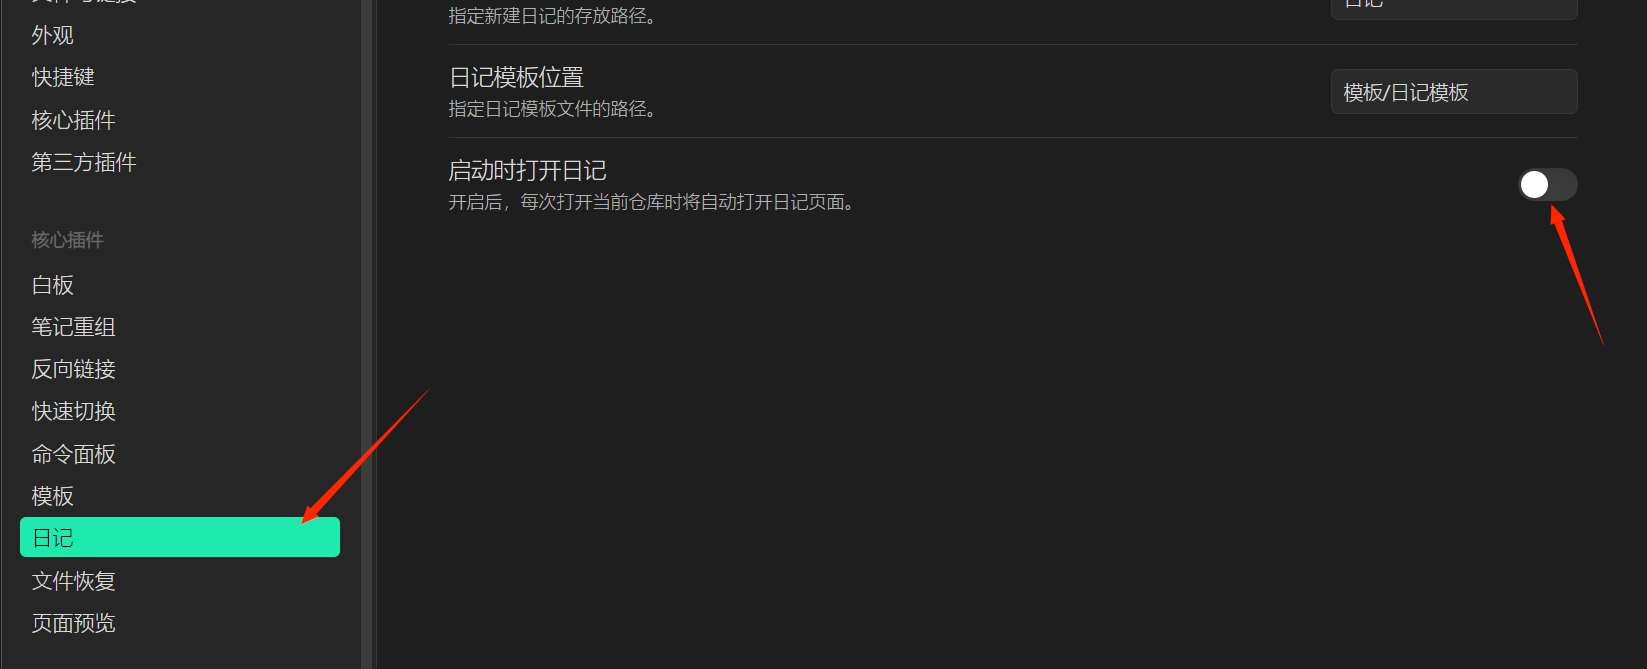 外观
快捷键
核心插件
第三方插件
核心插件
白板
笔记重组
反向链接
快速切换
命令面板
模板
日记
文件恢复
页面预览
指定新建日记的存放路径。
日记
日记模板位置
指定日记模板文件的路径。
模板/日记模板
启动时打开日记
开启后，每次打开当前仓库时将自动打开日记页面。